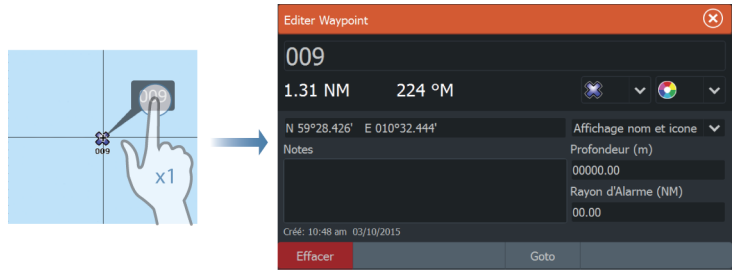 009
009
x1
Editer Waypoint
009
1.31 NM 224 °M
N 59°28.426' E 010°32.444' Affichage nom et icone
Notes Profondeur (m)
00000.00
Rayon d'Alarme (NM)
00.00
Créé: 10:48 am 03/10/2015
Effacer Goto